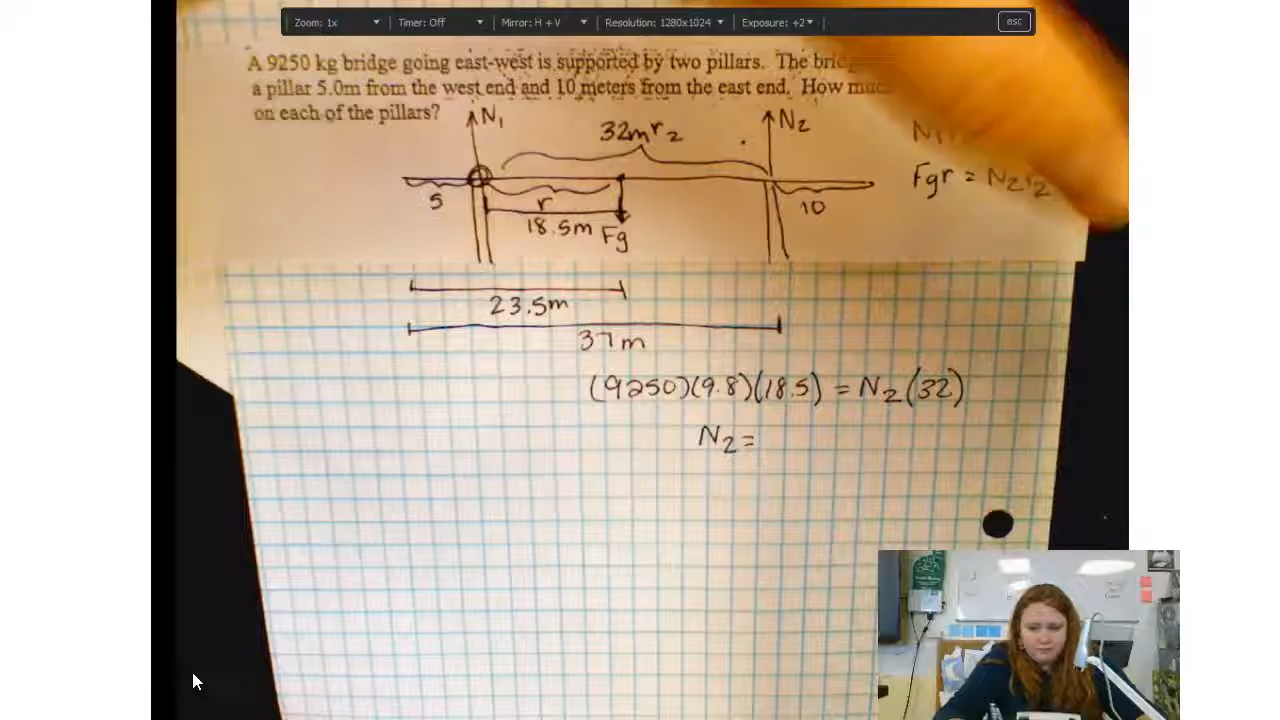 Zoom: 1x Timer: Off Mirror: H + V Resolution: 1280x1024 Exposure: +2 esc
A 9250 kg bridge going east-west is supported by two pillars. The
a pillar 5.0m from the west end and 10 meters from the east end. How
on each of the pillars?
N1 32m r2 N2
Fgr = N2r2
5 r 10
18.5m Fg
23.5m
37m
(9250)(9.8)(18.5) = N2(32)
N2 =